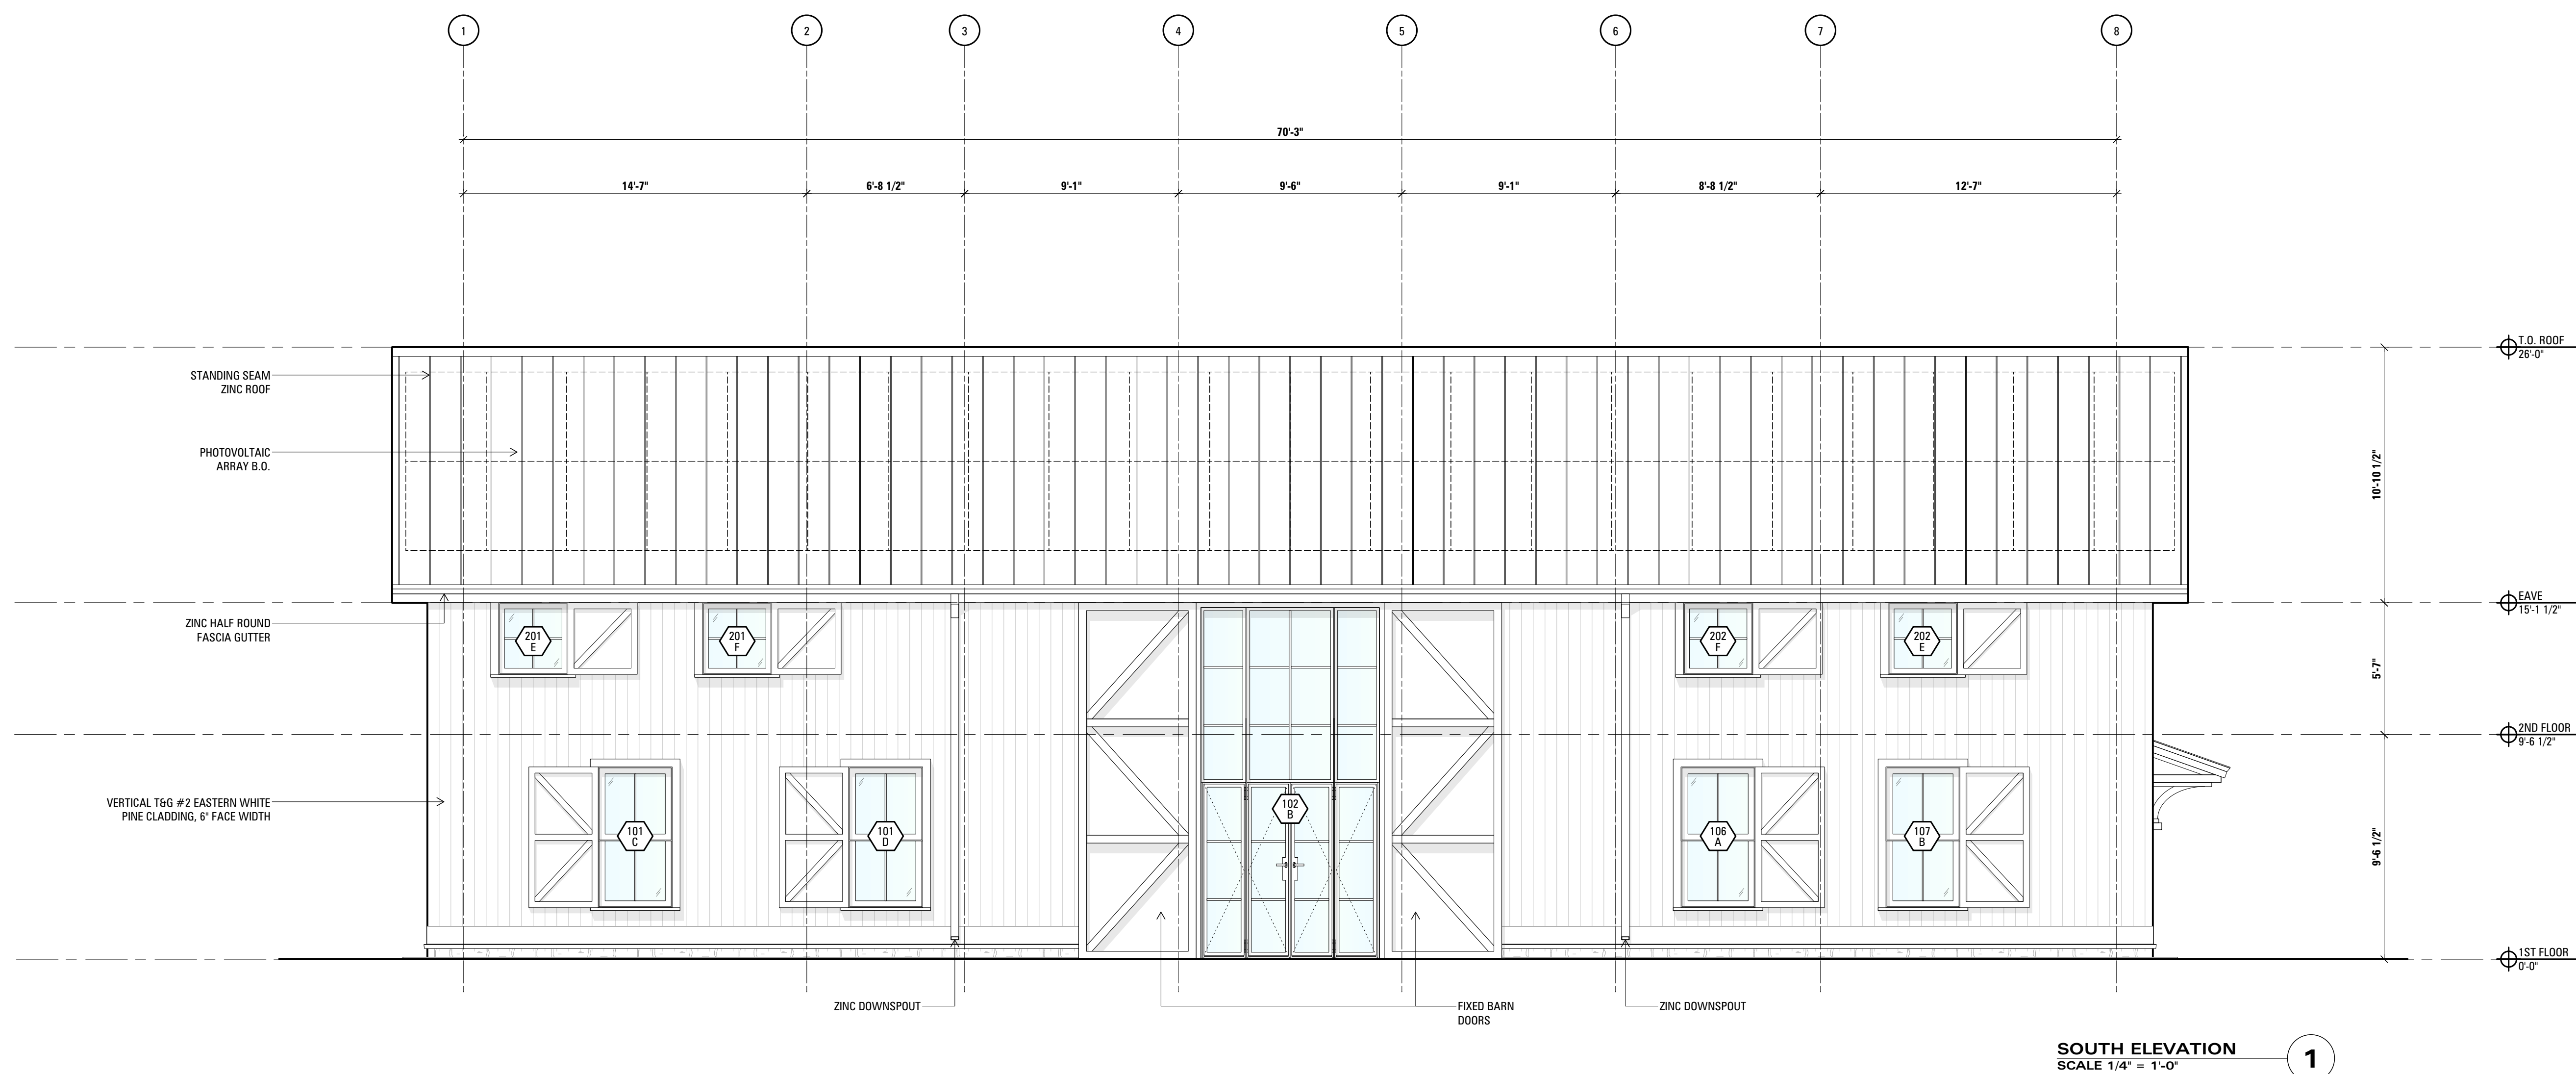 1
2
3
4
5
6
7
8
70'-3"
14'-7"
6'-8 1/2"
9'-1"
9'-6"
9'-1"
8'-8 1/2"
12'-7"
T.O. ROOF
26'-0"
STANDING SEAM
ZINC ROOF
PHOTOVOLTAIC
ARRAY B.O.
10'-10 1/2"
EAVE
15'-1 1/2"
ZINC HALF ROUND
FASCIA GUTTER
201
E
201
F
202
F
202
E
5'-7"
2ND FLOOR
9'-6 1/2"
VERTICAL T&G #2 EASTERN WHITE
PINE CLADDING, 6" FACE WIDTH
101
C
101
D
102
B
106
A
107
B
9'-6 1/2"
1ST FLOOR
0'-0"
ZINC DOWNSPOUT
FIXED BARN
DOORS
ZINC DOWNSPOUT
SOUTH ELEVATION
SCALE 1/4" = 1'-0"
1